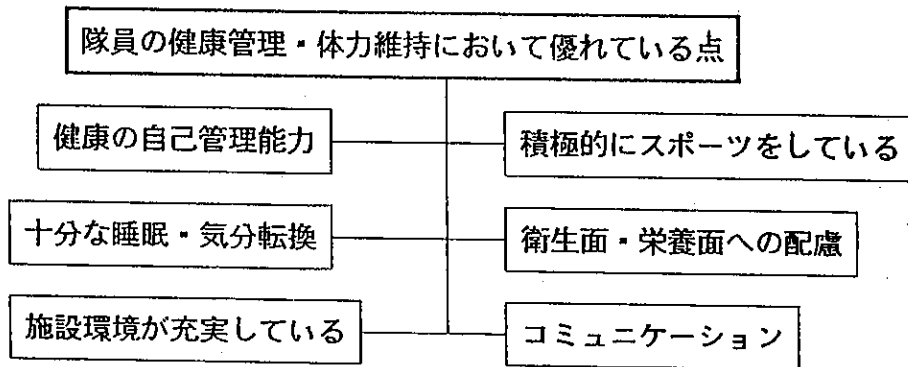 隊員の健康管理・体力維持において優れている点
健康の自己管理能力
積極的にスポーツをしている
十分な睡眠・気分転換
衛生面・栄養面への配慮
施設環境が充実している
コミュニケーション